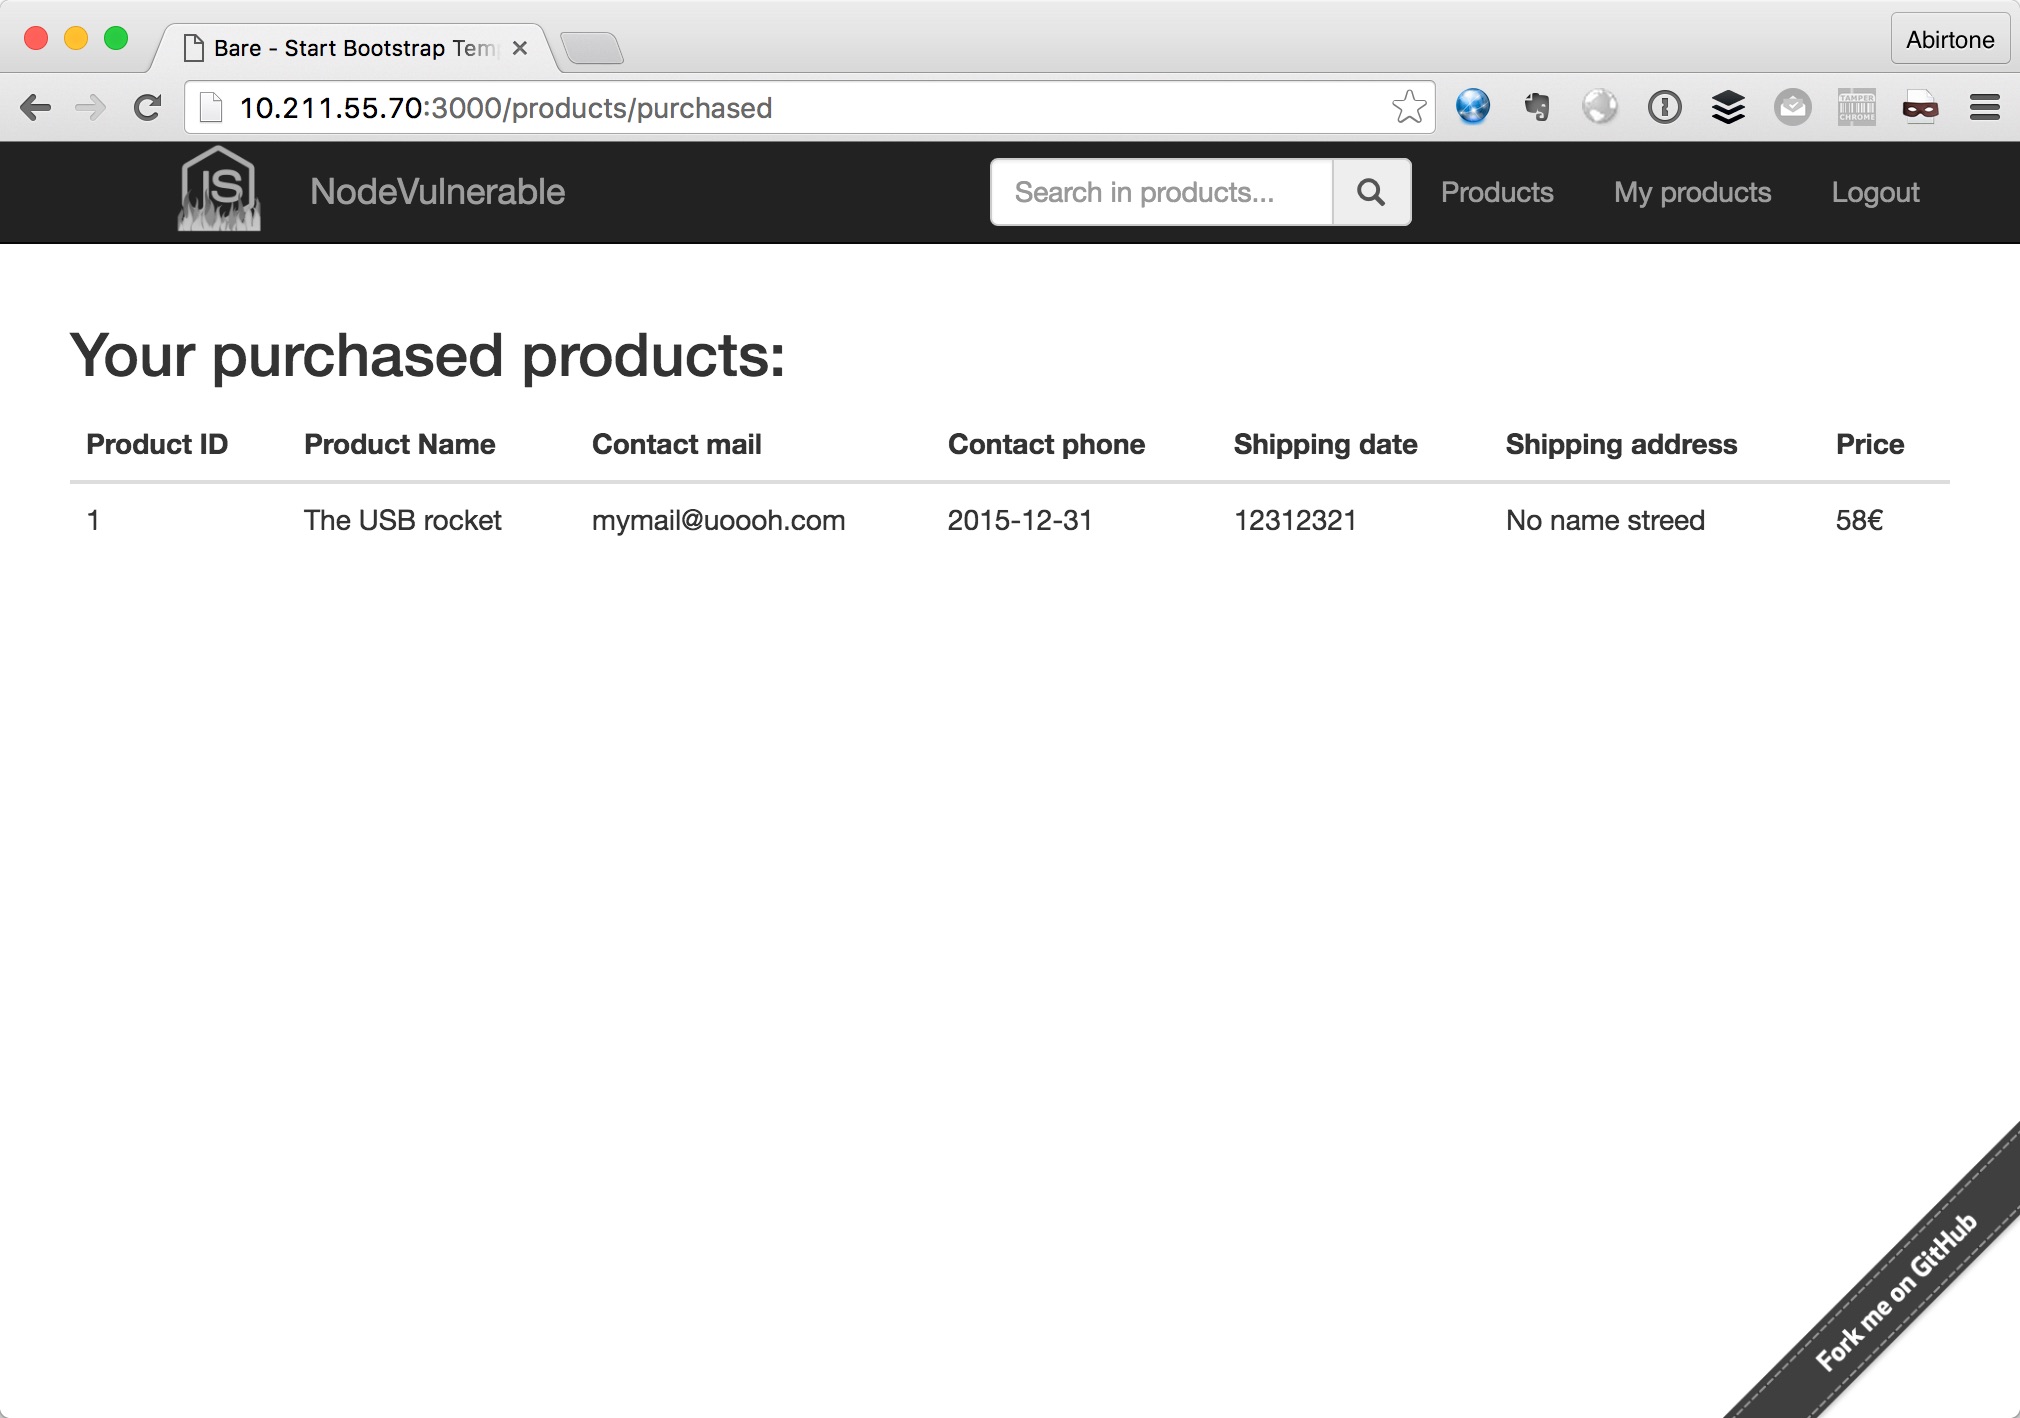 Bare - Start Bootstrap Tem
Abirtone
10.211.55.70:3000/products/purchased
TAMPER
CHROME
JS
NodeVulnerable
Search in products...
Products
My products
Logout
Your purchased products:
Product ID Product Name Contact mail Contact phone Shipping date Shipping address Price
1 The USB rocket mymail@uoooh.com 2015-12-31 12312321 No name streed 58€
Fork me on GitHub